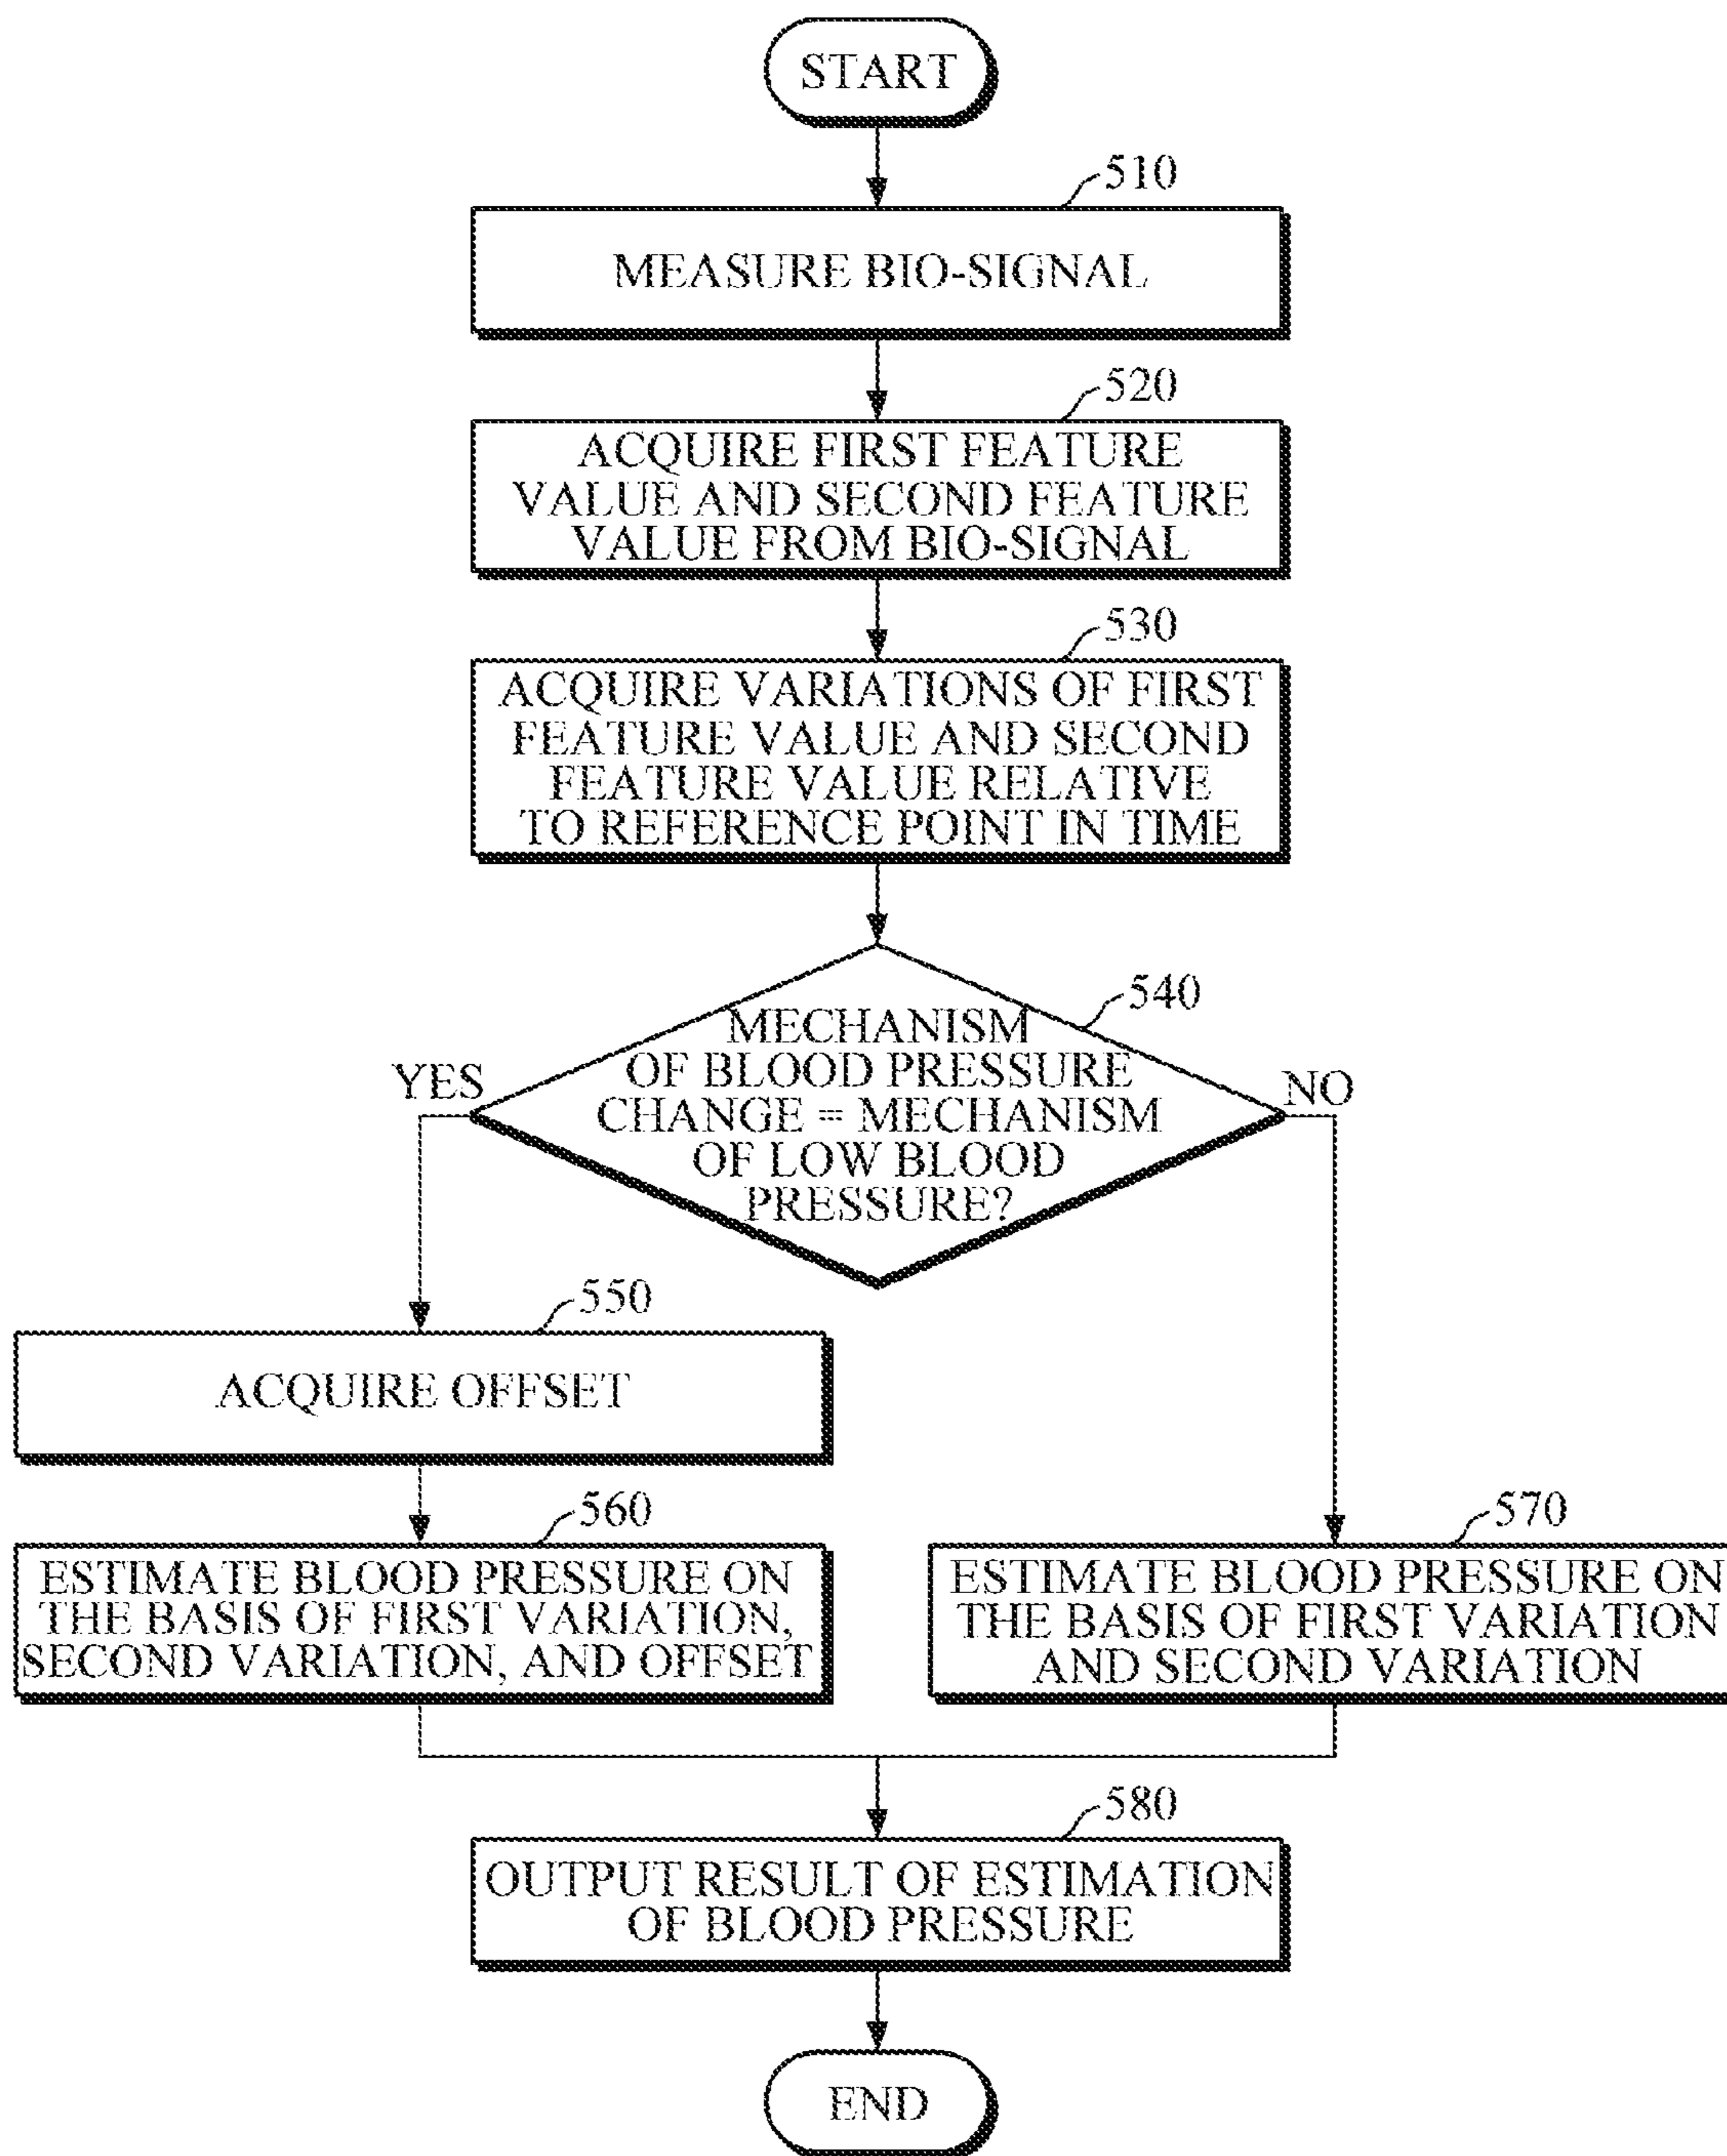 START
510
MEASURE BIO-SIGNAL
520
ACQUIRE FIRST FEATURE
VALUE AND SECOND FEATURE
VALUE FROM BIO-SIGNAL
530
ACQUIRE VARIATIONS OF FIRST
FEATURE VALUE AND SECOND
FEATURE VALUE RELATIVE
TO REFERENCE POINT IN TIME
540
MECHANISM
OF BLOOD PRESSURE
CHANGE = MECHANISM
OF LOW BLOOD
PRESSURE?
YES
NO
550
ACQUIRE OFFSET
560
ESTIMATE BLOOD PRESSURE ON
THE BASIS OF FIRST VARIATION,
SECOND VARIATION, AND OFFSET
570
ESTIMATE BLOOD PRESSURE ON
THE BASIS OF FIRST VARIATION
AND SECOND VARIATION
580
OUTPUT RESULT OF ESTIMATION
OF BLOOD PRESSURE
END